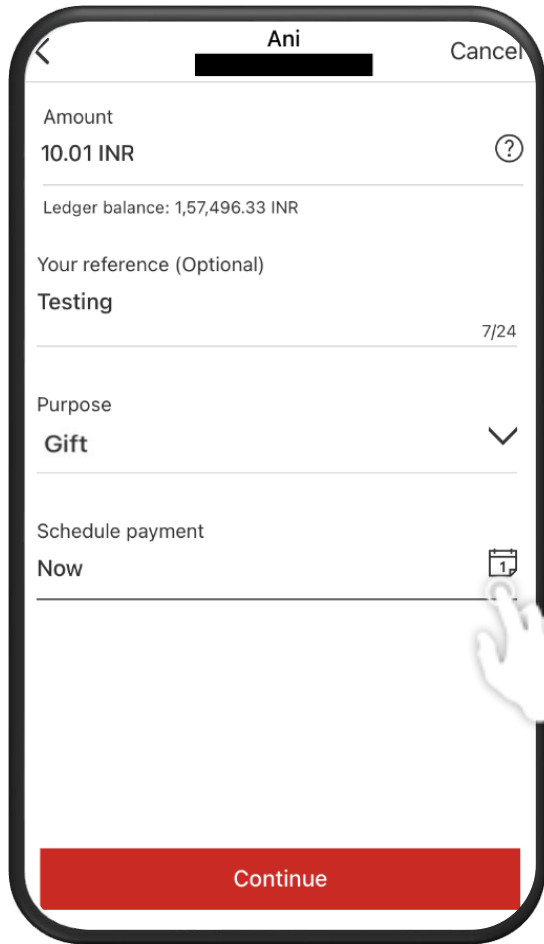 Ani
Cancel
Amount
10.01 INR
?
Ledger balance: 1,57,496.33 INR
Your reference (Optional)
Testing
7/24
Purpose
Gift
Schedule payment
Now
1
Continue